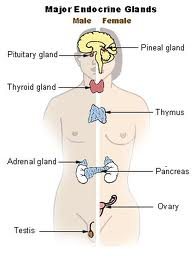 Major Endocrine Glands
Male Female
Pituitary gland
Pineal gland
Thyroid gland
Thymus
Adrenal gland
Pancreas
Ovary
Testis